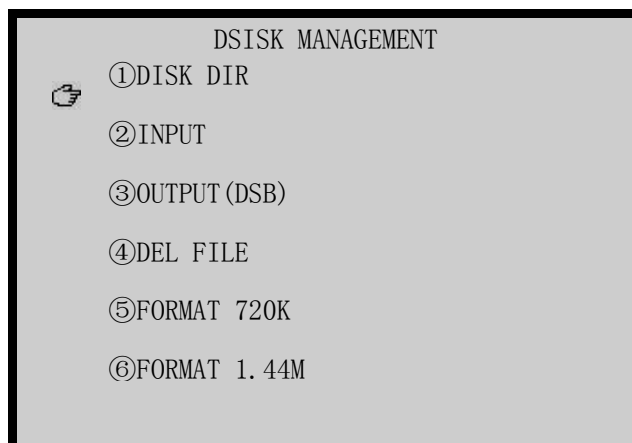 DSISK MANAGEMENT
①DISK DIR
②INPUT
③OUTPUT(DSB)
④DEL FILE
⑤FORMAT 720K
⑥FORMAT 1.44M